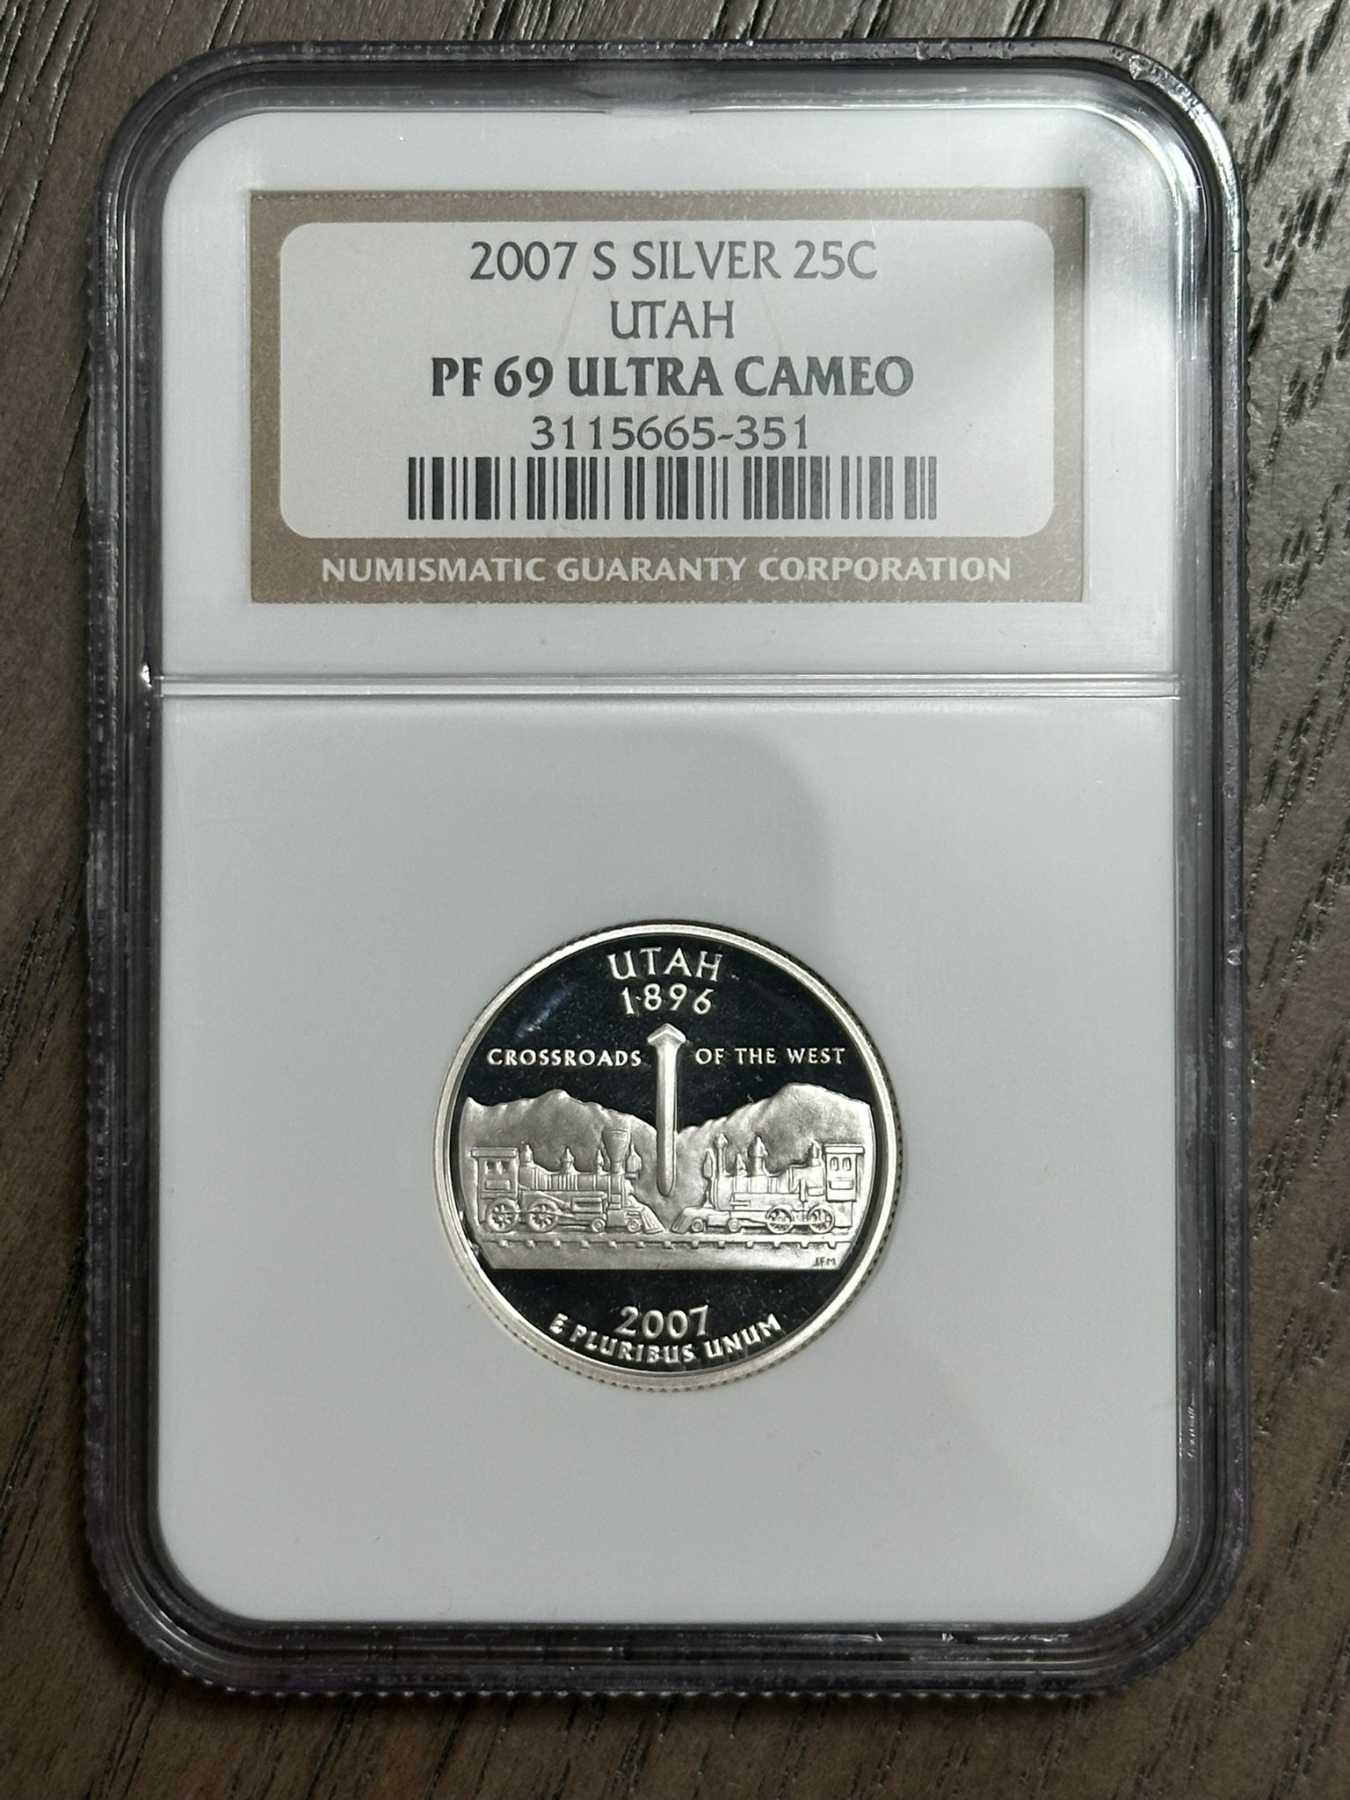 2007 S SILVER 25C
UTAH
PF 69 ULTRA CAMEO
3115665-351
NUMISMATIC GUARANTY CORPORATION
UTAH
1896
CROSSROADS OF THE WEST
JFM
2007
E PLURIBUS UNUM